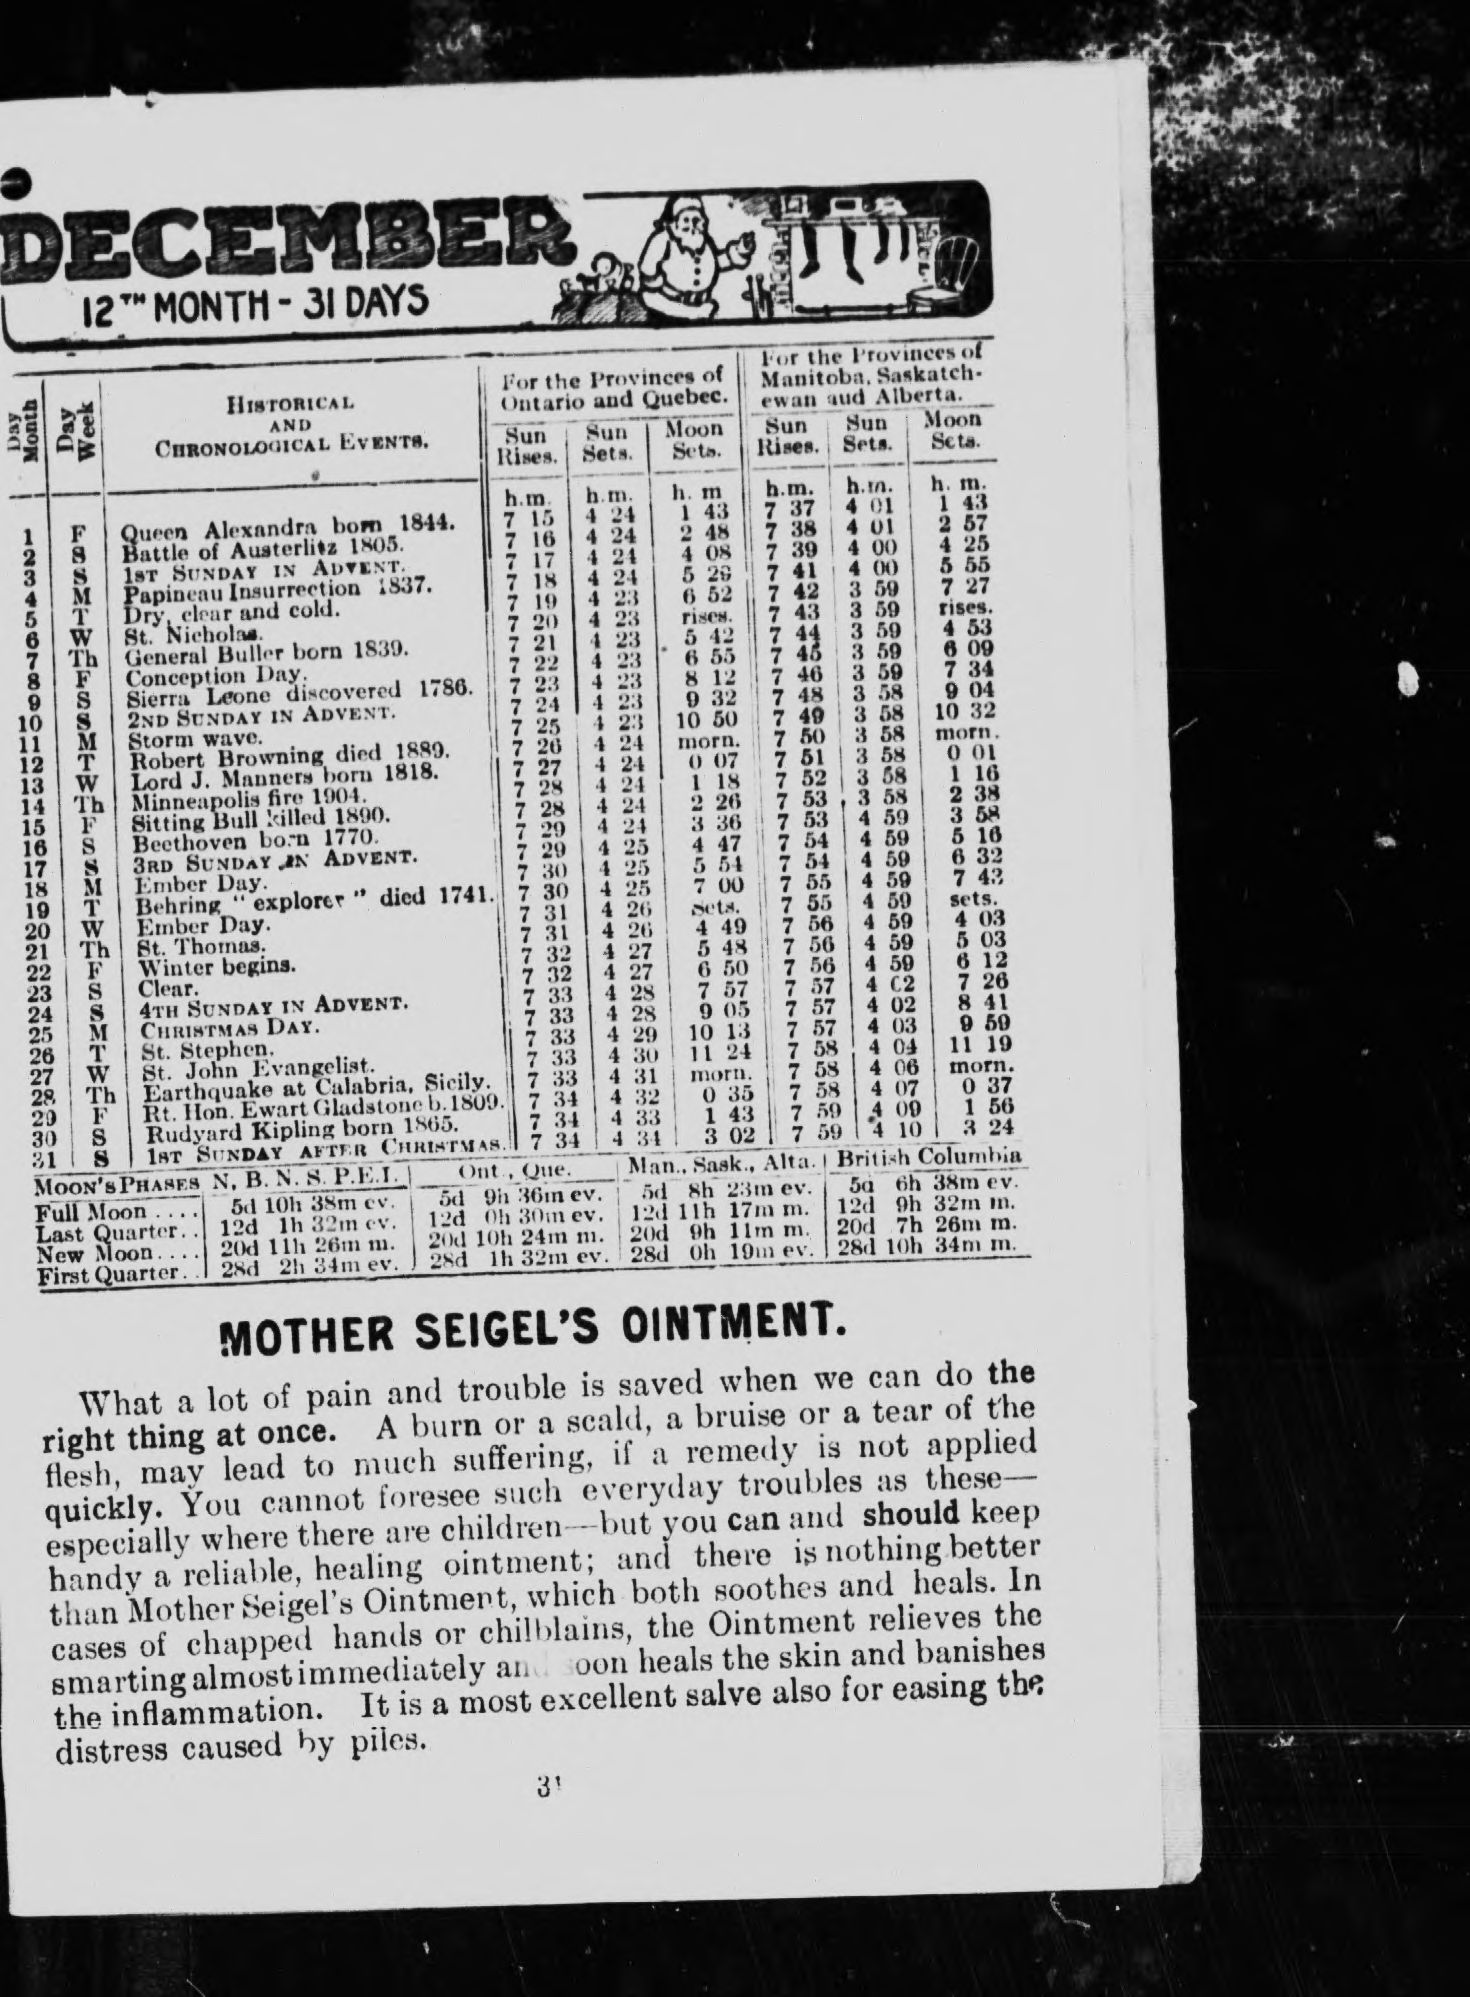 DECEMBER
12TH MONTH - 31 DAYS
Day Month
Day Week
HISTORICAL
AND
CHRONOLOGICAL EVENTS.
For the Provinces of
Ontario and Quebec.
For the Provinces of
Manitoba, Saskatch-
ewan and Alberta.
Sun Rises. Sun Sets. Moon Sets. Sun Rises. Sun Sets. Moon Sets.
h.m. h.m. h. m h.m. h.m. h. m.
1 F Queen Alexandra born 1844. 7 15 4 24 1 43 7 37 4 01 1 43
2 S Battle of Austerlitz 1805. 7 16 4 24 2 48 7 38 4 01 2 57
3 S 1ST SUNDAY IN ADVENT. 7 17 4 24 4 08 7 39 4 00 4 25
4 M Papineau Insurrection 1837. 7 18 4 24 5 29 7 41 4 00 5 55
5 T Dry, clear and cold. 7 19 4 23 6 52 7 42 3 59 7 27
6 W St. Nicholas. 7 20 4 23 rises. 7 43 3 59 rises.
7 Th General Buller born 1839. 7 21 4 23 5 42 7 44 3 59 4 53
8 F Conception Day. 7 22 4 23 6 55 7 45 3 59 6 09
9 S Sierra Leone discovered 1786. 7 23 4 23 8 12 7 46 3 59 7 34
10 S 2ND SUNDAY IN ADVENT. 7 24 4 23 9 32 7 48 3 58 9 04
11 M Storm wave. 7 25 4 23 10 50 7 49 3 58 10 32
12 T Robert Browning died 1889. 7 26 4 24 morn. 7 50 3 58 morn.
13 W Lord J. Manners born 1818. 7 27 4 24 0 07 7 51 3 58 0 01
14 Th Minneapolis fire 1904. 7 28 4 24 1 18 7 52 3 58 1 16
15 F Sitting Bull killed 1890. 7 28 4 24 2 26 7 53 3 58 2 38
16 S Beethoven born 1770. 7 29 4 24 3 36 7 53 4 59 3 58
17 S 3RD SUNDAY IN ADVENT. 7 29 4 25 4 47 7 54 4 59 5 16
18 M Ember Day. 7 30 4 25 5 54 7 54 4 59 6 32
19 T Behring "explorer" died 1741. 7 30 4 25 7 00 7 55 4 59 7 43
20 W Ember Day. 7 31 4 26 sets. 7 55 4 59 sets.
21 Th St. Thomas. 7 31 4 26 4 49 7 56 4 59 4 03
22 F Winter begins. 7 32 4 27 5 48 7 56 4 59 5 03
23 S Clear. 7 32 4 27 6 50 7 56 4 59 6 12
24 S 4TH SUNDAY IN ADVENT. 7 33 4 28 7 57 7 57 4 02 7 26
25 M CHRISTMAS DAY. 7 33 4 28 9 05 7 57 4 02 8 41
26 T St. Stephen. 7 33 4 29 10 13 7 57 4 03 9 59
27 W St. John Evangelist. 7 33 4 30 11 24 7 58 4 04 11 19
28 Th Earthquake at Calabria, Sicily. 7 33 4 31 morn. 7 58 4 06 morn.
29 F Rt. Hon. Ewart Gladstone b.1809. 7 34 4 32 0 35 7 58 4 07 0 37
30 S Rudyard Kipling born 1865. 7 34 4 33 1 43 7 59 4 09 1 56
31 S 1ST SUNDAY AFTER CHRISTMAS. 7 34 4 34 3 02 7 59 4 10 3 24
MOON'S PHASES N. B. N. S. P.E.I. Ont., Que. Man., Sask., Alta. British Columbia
Full Moon .... 5d 10h 38m ev. 5d 9h 36m ev. 5d 8h 23m ev. 5d 6h 38m ev.
Last Quarter.. 12d 1h 32m ev. 12d 0h 30m ev. 12d 11h 17m m. 12d 9h 32m m.
New Moon.... 20d 11h 26m m. 20d 10h 24m m. 20d 9h 11m m. 20d 7h 26m m.
First Quarter.. 28d 2h 34m ev. 28d 1h 32m ev. 28d 0h 19m ev. 28d 10h 34m m.
MOTHER SEIGEL'S OINTMENT.
What a lot of pain and trouble is saved when we can do the
right thing at once. A burn or a scald, a bruise or a tear of the
flesh, may lead to much suffering, if a remedy is not applied
quickly. You cannot foresee such everyday troubles as these—
especially where there are children—but you can and should keep
handy a reliable, healing ointment; and there is nothing better
than Mother Seigel's Ointment, which both soothes and heals. In
cases of chapped hands or chilblains, the Ointment relieves the
smarting almost immediately and soon heals the skin and banishes
the inflammation. It is a most excellent salve also for easing the
distress caused by piles.
31